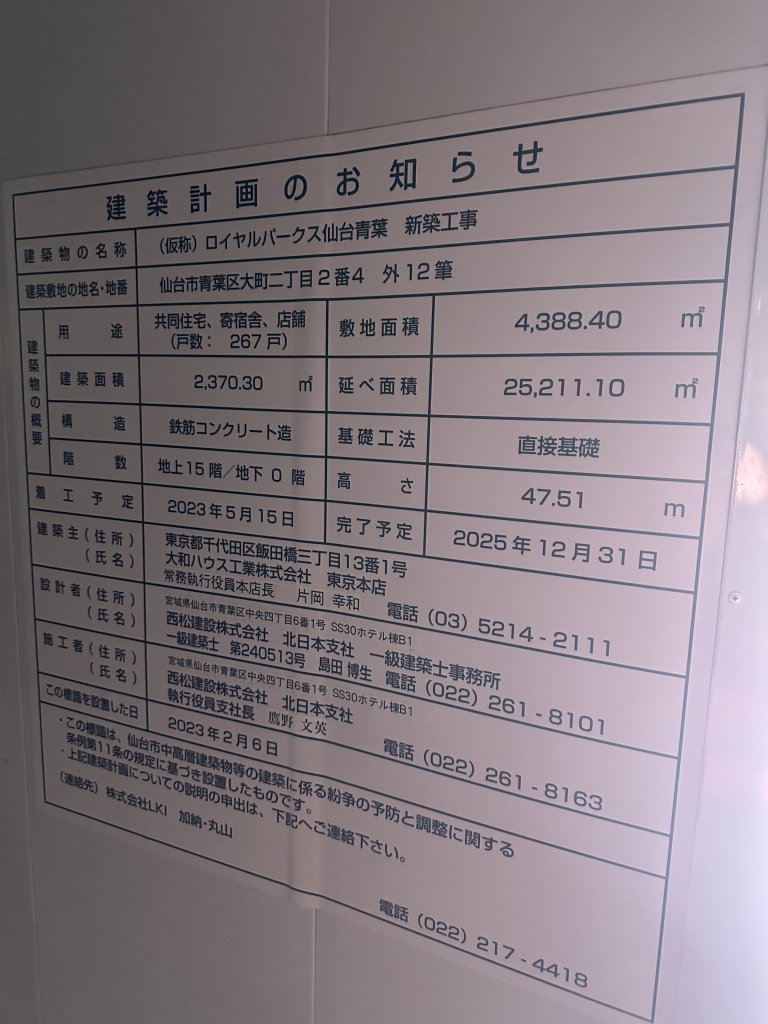 建築計画のお知らせ
建築物の名称 （仮称）ロイヤルパークス仙台青葉 新築工事
建築敷地の地名・地番 仙台市青葉区大町二丁目2番4 外12筆
建築物の概要
用途 共同住宅、寄宿舎、店舗
（戸数： 267戸）
敷地面積 4,388.40 ㎡
建築面積 2,370.30 ㎡ 延べ面積 25,211.10 ㎡
構造 鉄筋コンクリート造 基礎工法 直接基礎
階数 地上15階／地下 0 階 高さ 47.51 m
着工予定 2023年5月15日 完了予定 2025年12月31日
建築主（住所） 東京都千代田区飯田橋三丁目13番1号
（氏名） 大和ハウス工業株式会社 東京本店
常務執行役員本店長 片岡 幸和 電話（03）5214-2111
設計者（住所） 宮城県仙台市青葉区中央四丁目6番1号 SS30ホテル棟B1
（氏名） 西松建設株式会社 北日本支社 一級建築士事務所
一級建築士 第240513号 島田 博生 電話（022）261-8101
施工者（住所） 宮城県仙台市青葉区中央四丁目6番1号 SS30ホテル棟B1
（氏名） 西松建設株式会社 北日本支社
執行役員支社長 鷹野 文英 電話（022）261-8163
この標識を設置した日 2023年2月6日
・この標識は、仙台市中高層建築物等の建築に係る紛争の予防と調整に関する
条例第11条の規定に基づき設置したものです。
・上記建築計画についての説明の申出は、下記へご連絡下さい。
（連絡先）株式会社LKI 加納・丸山
電話（022）217-4418